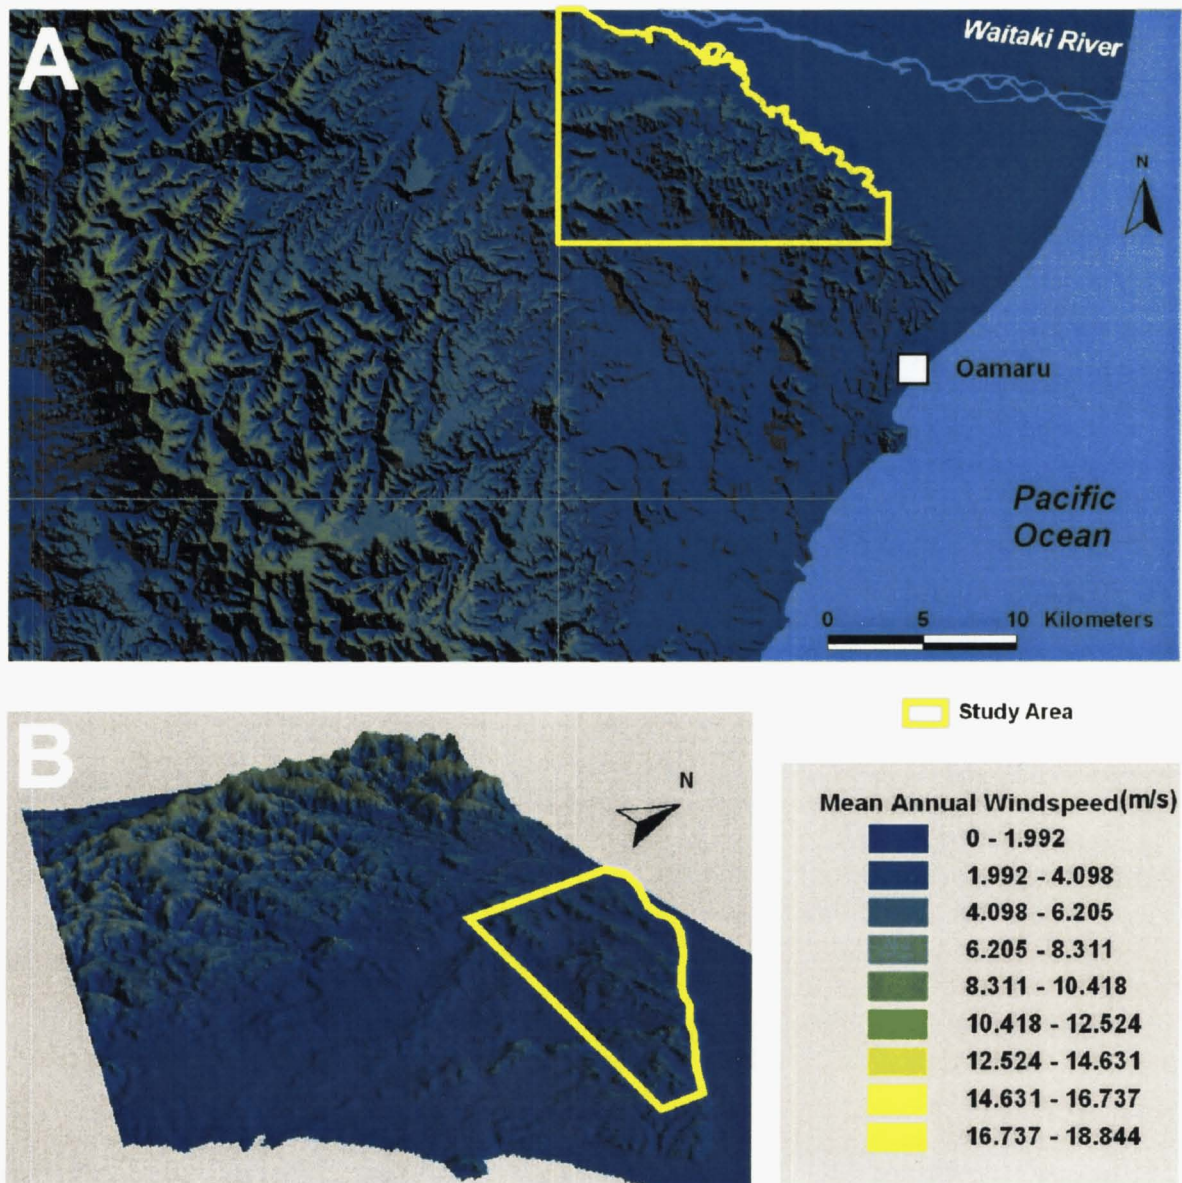 A
Waitaki River
N
Oamaru
Pacific
Ocean
0 5 10 Kilometers
Study Area
B
N
Mean Annual Windspeed(m/s)
0 - 1.992
1.992 - 4.098
4.098 - 6.205
6.205 - 8.311
8.311 - 10.418
10.418 - 12.524
12.524 - 14.631
14.631 - 16.737
16.737 - 18.844